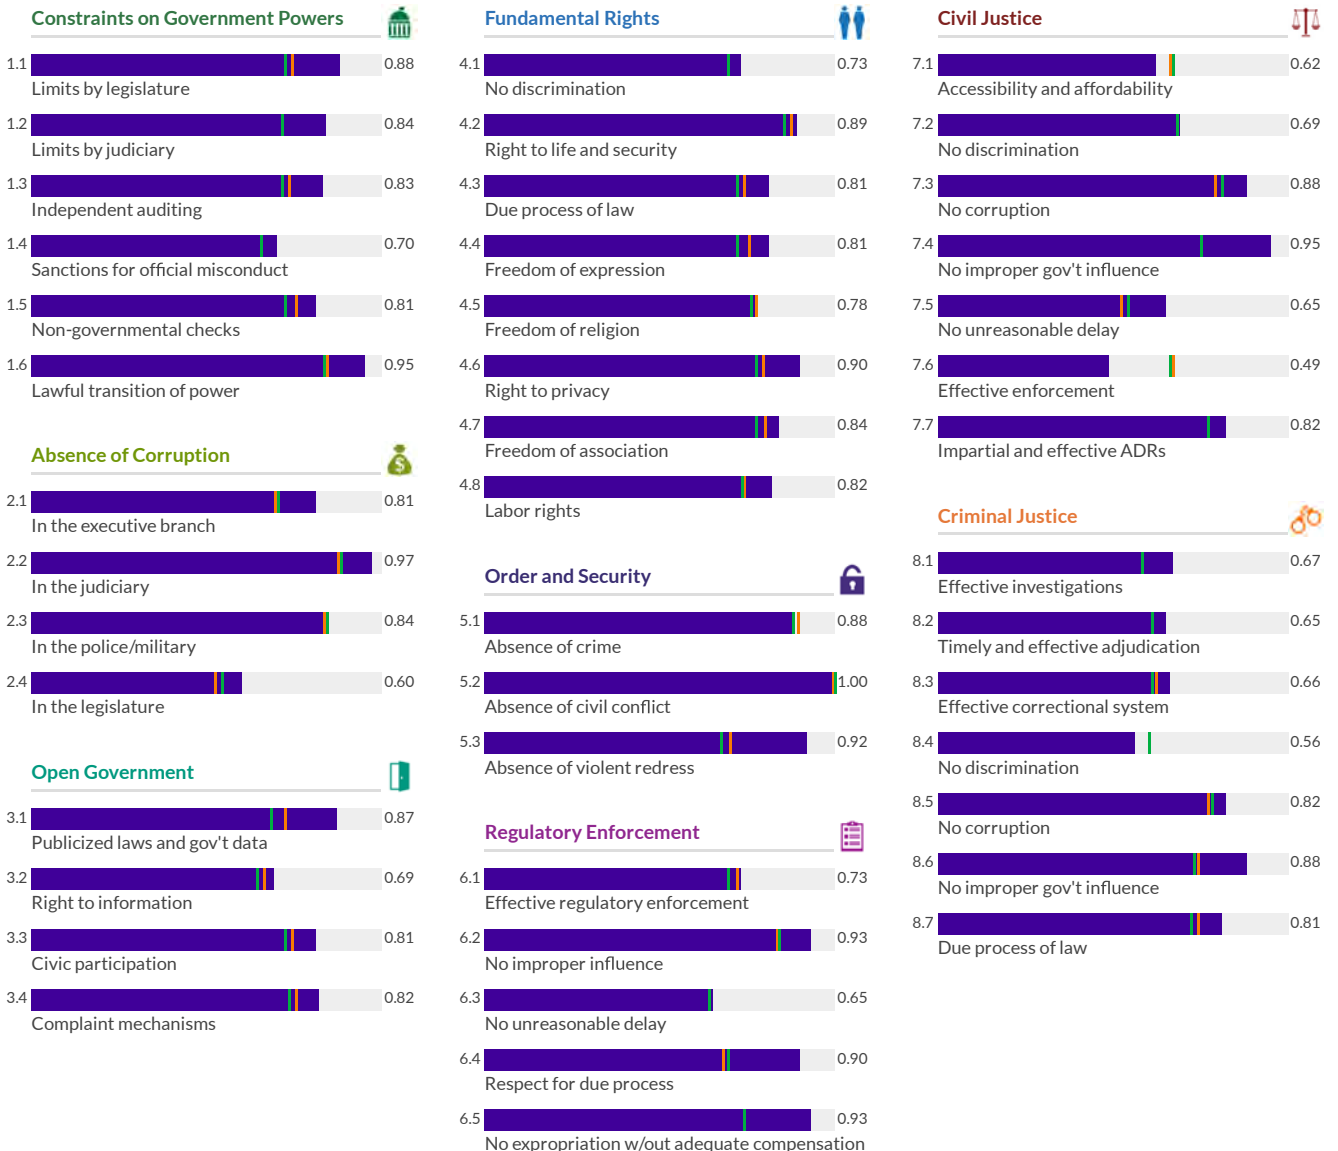 Constraints on Government Powers
1.1 0.88
Limits by legislature
1.2 0.84
Limits by judiciary
1.3 0.83
Independent auditing
1.4 0.70
Sanctions for official misconduct
1.5 0.81
Non-governmental checks
1.6 0.95
Lawful transition of power
Absence of Corruption
2.1 0.81
In the executive branch
2.2 0.97
In the judiciary
2.3 0.84
In the police/military
2.4 0.60
In the legislature
Open Government
3.1 0.87
Publicized laws and gov't data
3.2 0.69
Right to information
3.3 0.81
Civic participation
3.4 0.82
Complaint mechanisms
Fundamental Rights
4.1 0.73
No discrimination
4.2 0.89
Right to life and security
4.3 0.81
Due process of law
4.4 0.81
Freedom of expression
4.5 0.78
Freedom of religion
4.6 0.90
Right to privacy
4.7 0.84
Freedom of association
4.8 0.82
Labor rights
Order and Security
5.1 0.88
Absence of crime
5.2 1.00
Absence of civil conflict
5.3 0.92
Absence of violent redress
Regulatory Enforcement
6.1 0.73
Effective regulatory enforcement
6.2 0.93
No improper influence
6.3 0.65
No unreasonable delay
6.4 0.90
Respect for due process
6.5 0.93
No expropriation w/out adequate compensation
Civil Justice
7.1 0.62
Accessibility and affordability
7.2 0.69
No discrimination
7.3 0.88
No corruption
7.4 0.95
No improper gov't influence
7.5 0.65
No unreasonable delay
7.6 0.49
Effective enforcement
7.7 0.82
Impartial and effective ADRs
Criminal Justice
8.1 0.67
Effective investigations
8.2 0.65
Timely and effective adjudication
8.3 0.66
Effective correctional system
8.4 0.56
No discrimination
8.5 0.82
No corruption
8.6 0.88
No improper gov't influence
8.7 0.81
Due process of law